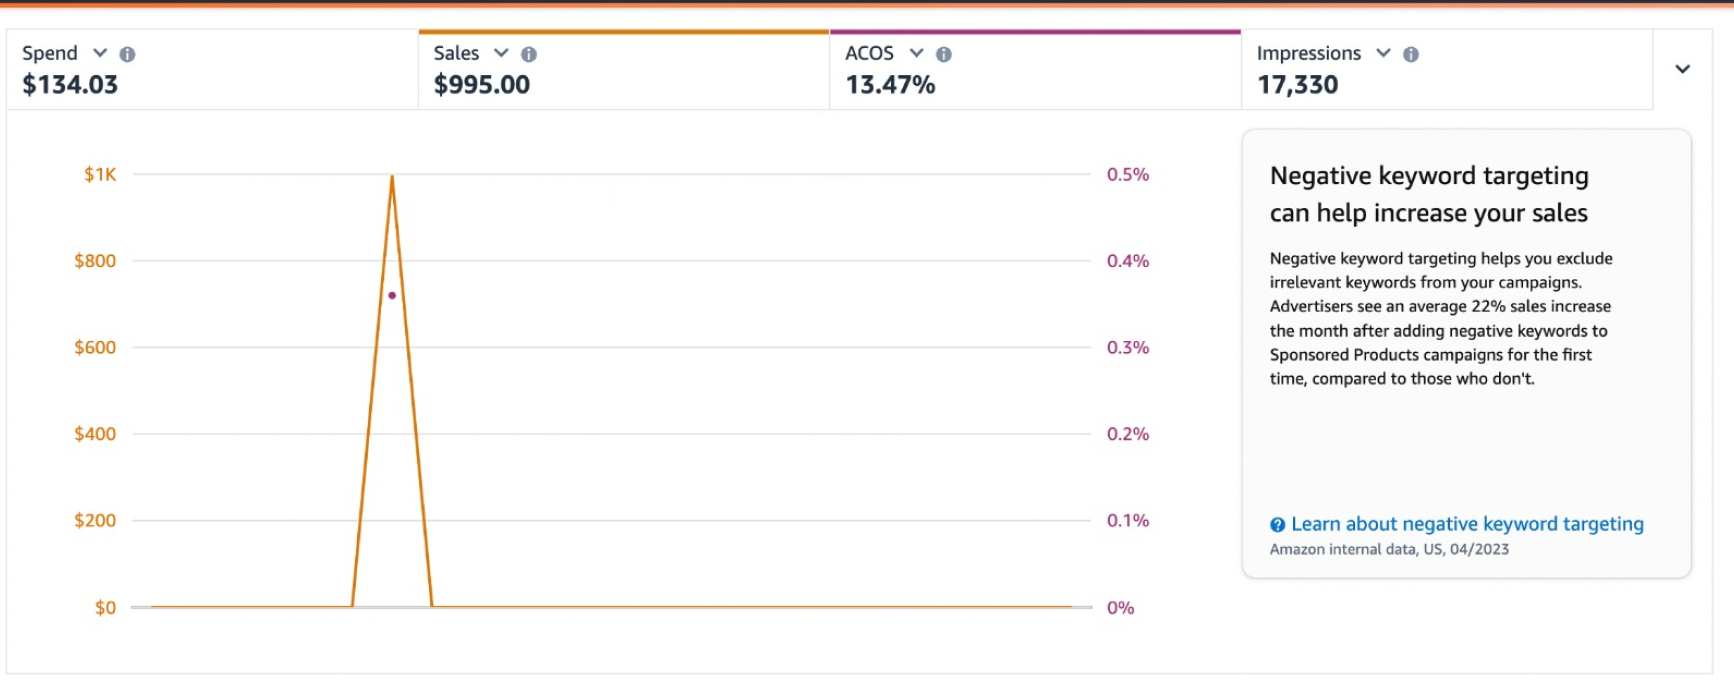 Spend
$134.03
Sales
$995.00
ACOS
13.47%
Impressions
17,330
$1K
$800
$600
$400
$200
$0
0.5%
0.4%
0.3%
0.2%
0.1%
0%
Negative keyword targeting
can help increase your sales
Negative keyword targeting helps you exclude
irrelevant keywords from your campaigns.
Advertisers see an average 22% sales increase
the month after adding negative keywords to
Sponsored Products campaigns for the first
time, compared to those who don't.
Learn about negative keyword targeting
Amazon internal data, US, 04/2023